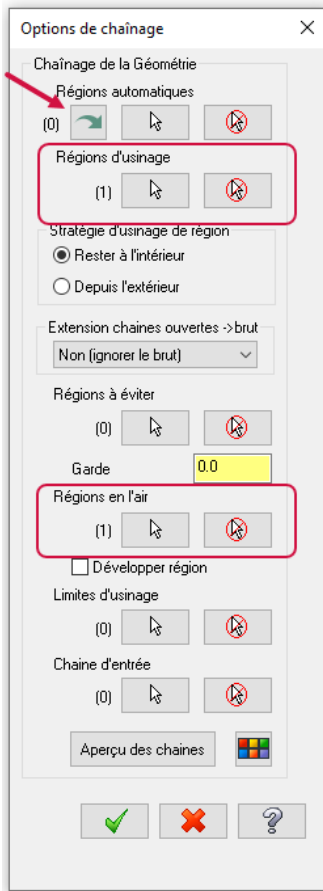 Options de chaînage
Chaînage de la Géométrie
Régions automatiques
(0)
Régions d'usinage
(1)
Stratégie d'usinage de région
Rester à l'intérieur
Depuis l'extérieur
Extension chaines ouvertes ->brut
Non (ignorer le brut)
Régions à éviter
(0)
Garde 0.0
Régions en l'air
(1)
Développer région
Limites d'usinage
(0)
Chaine d'entrée
(0)
Aperçu des chaines
?